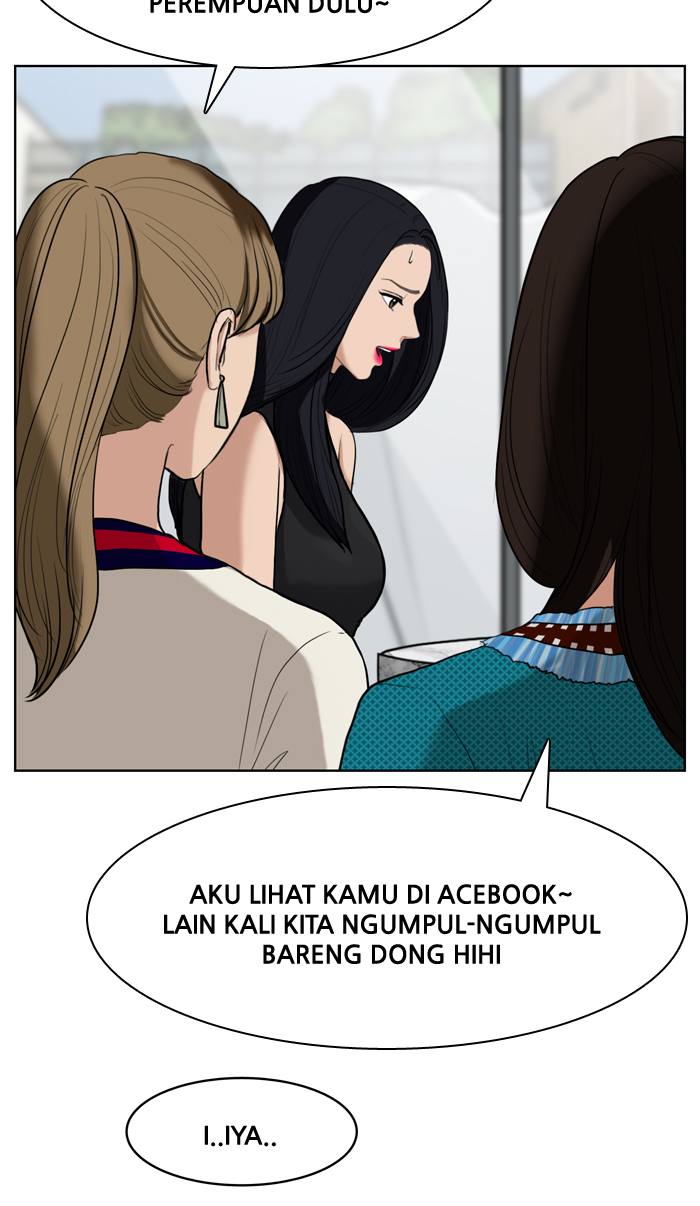 PEREMPUAN DULU~
AKU LIHAT KAMU DI ACEBOOK~
LAIN KALI KITA NGUMPUL-NGUMPUL
BARENG DONG HIHI
I..IYA..